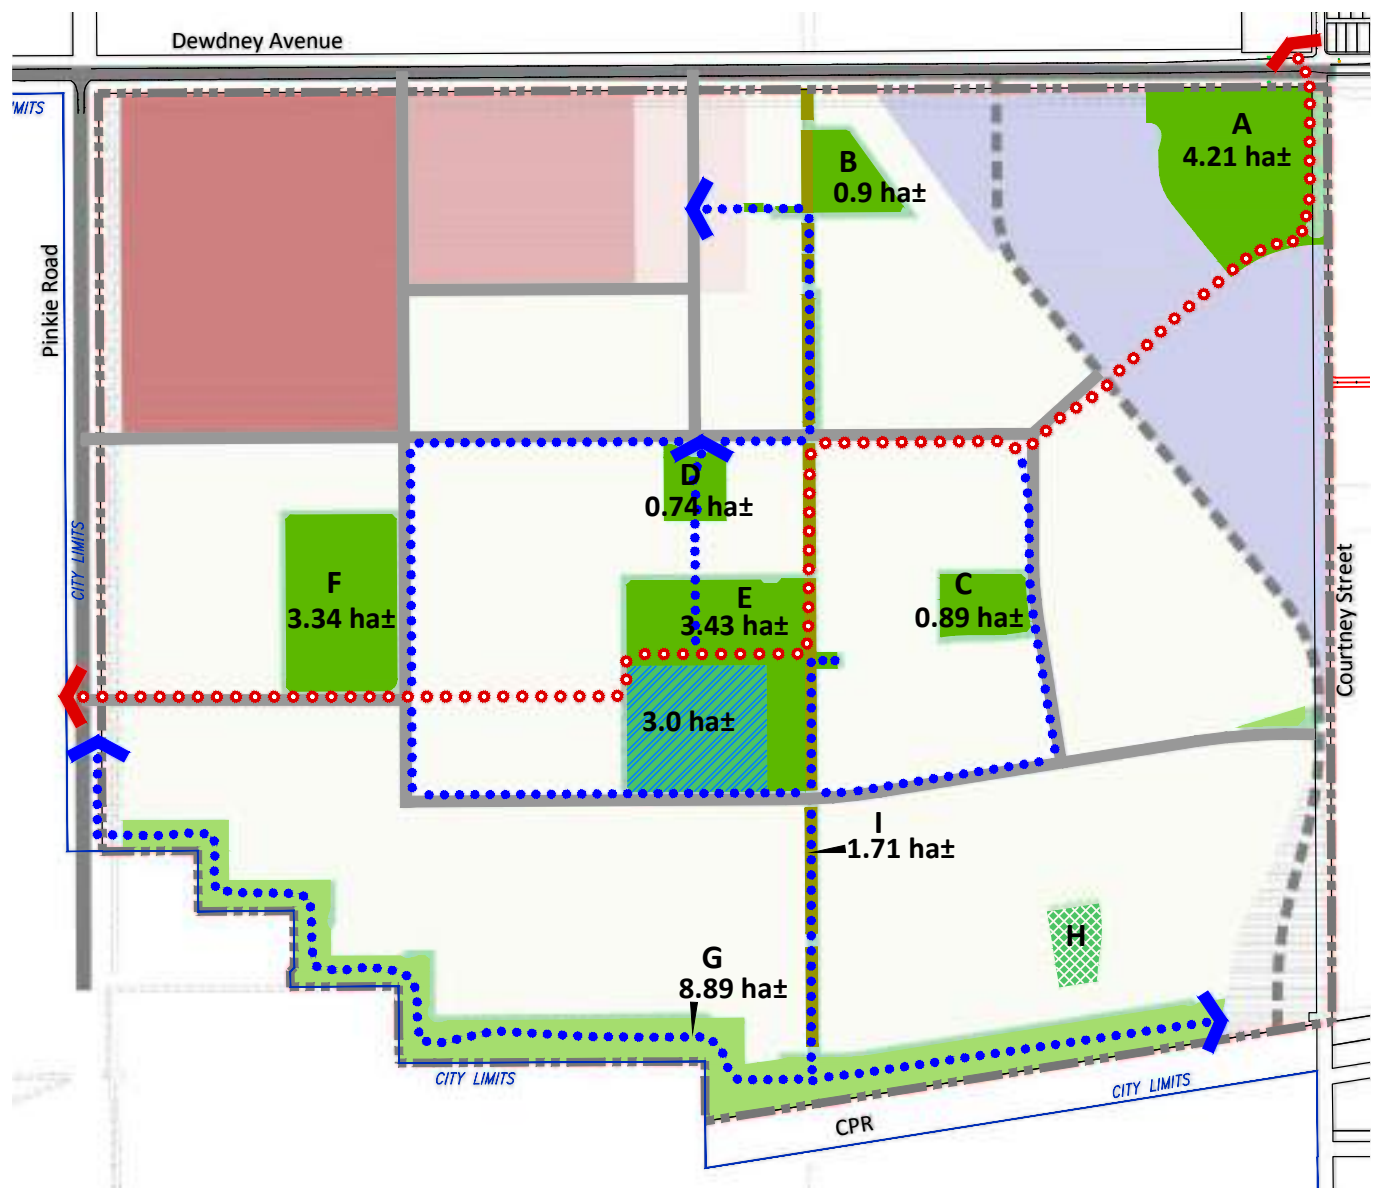 Dewdney Avenue
IMITS
A
4.21 ha±
B
0.9 ha±
Pinkie Road
D
0.74 ha±
CITY LIMITS
Courtney Street
F
3.34 ha±
E
3.43 ha±
C
0.89 ha±
3.0 ha±
I
1.71 ha±
H
G
8.89 ha±
CITY LIMITS
CITY LIMITS
CPR